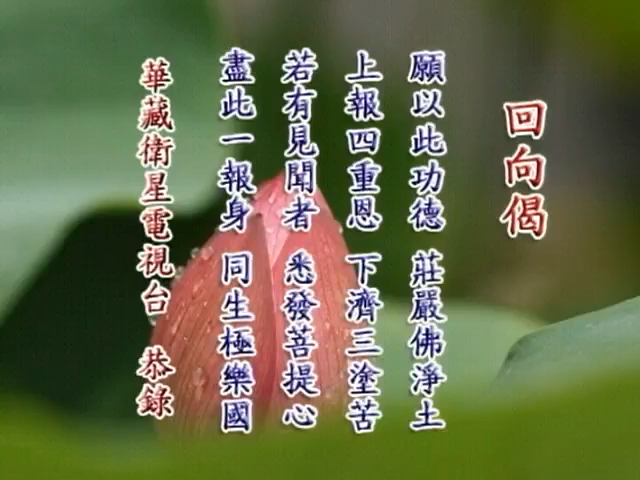 回向偈
願以此功德　莊嚴佛淨土
上報四重恩　下濟三塗苦
若有見聞者　悉發菩提心
盡此一報身　同生極樂國
華藏衛星電視台　恭錄